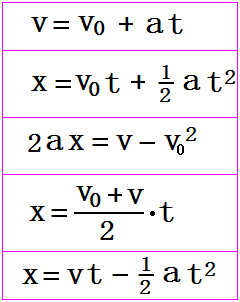 v = v₀ + at
x = v₀t + ½at²
2ax = v − v₀²
x = (v₀ + v)/2 · t
x = vt − ½at²